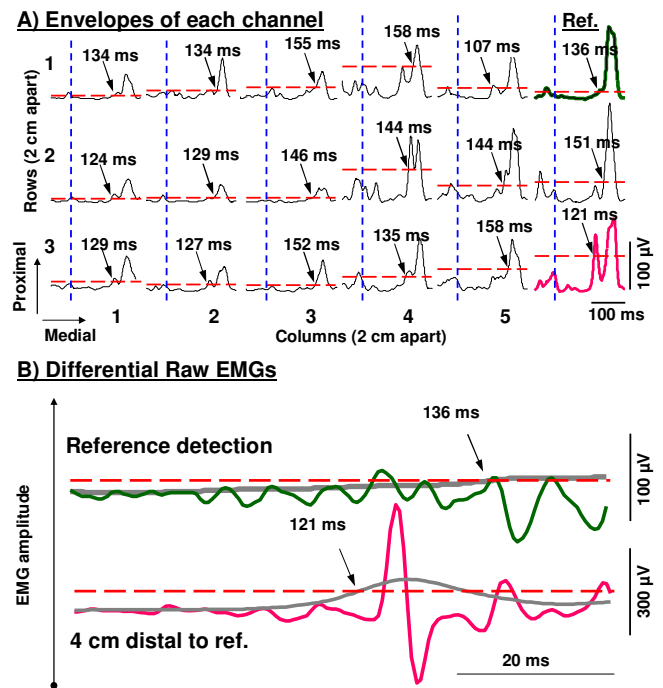 A) Envelopes of each channel
Ref.
1
134 ms
134 ms
155 ms
158 ms
107 ms
136 ms
2
124 ms
129 ms
146 ms
144 ms
144 ms
151 ms
3
129 ms
127 ms
152 ms
135 ms
158 ms
121 ms
Rows (2 cm apart)
Proximal
Medial
1
2
3
4
5
Columns (2 cm apart)
100 µV
100 ms
B) Differential Raw EMGs
EMG amplitude
Reference detection
136 ms
100 µV
121 ms
300 µV
4 cm distal to ref.
20 ms